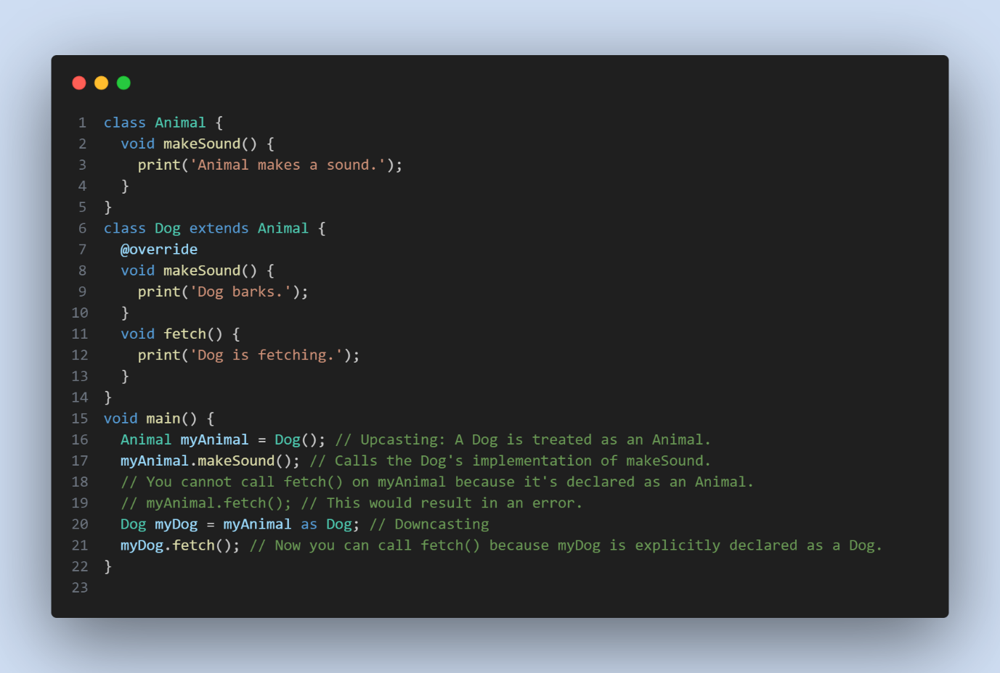 1 class Animal {
2   void makeSound() {
3     print('Animal makes a sound.');
4   }
5 }
6 class Dog extends Animal {
7   @override
8   void makeSound() {
9     print('Dog barks.');
10   }
11   void fetch() {
12     print('Dog is fetching.');
13   }
14 }
15 void main() {
16   Animal myAnimal = Dog(); // Upcasting: A Dog is treated as an Animal.
17   myAnimal.makeSound(); // Calls the Dog's implementation of makeSound.
18   // You cannot call fetch() on myAnimal because it's declared as an Animal.
19   // myAnimal.fetch(); // This would result in an error.
20   Dog myDog = myAnimal as Dog; // Downcasting
21   myDog.fetch(); // Now you can call fetch() because myDog is explicitly declared as a Dog.
22 }
23